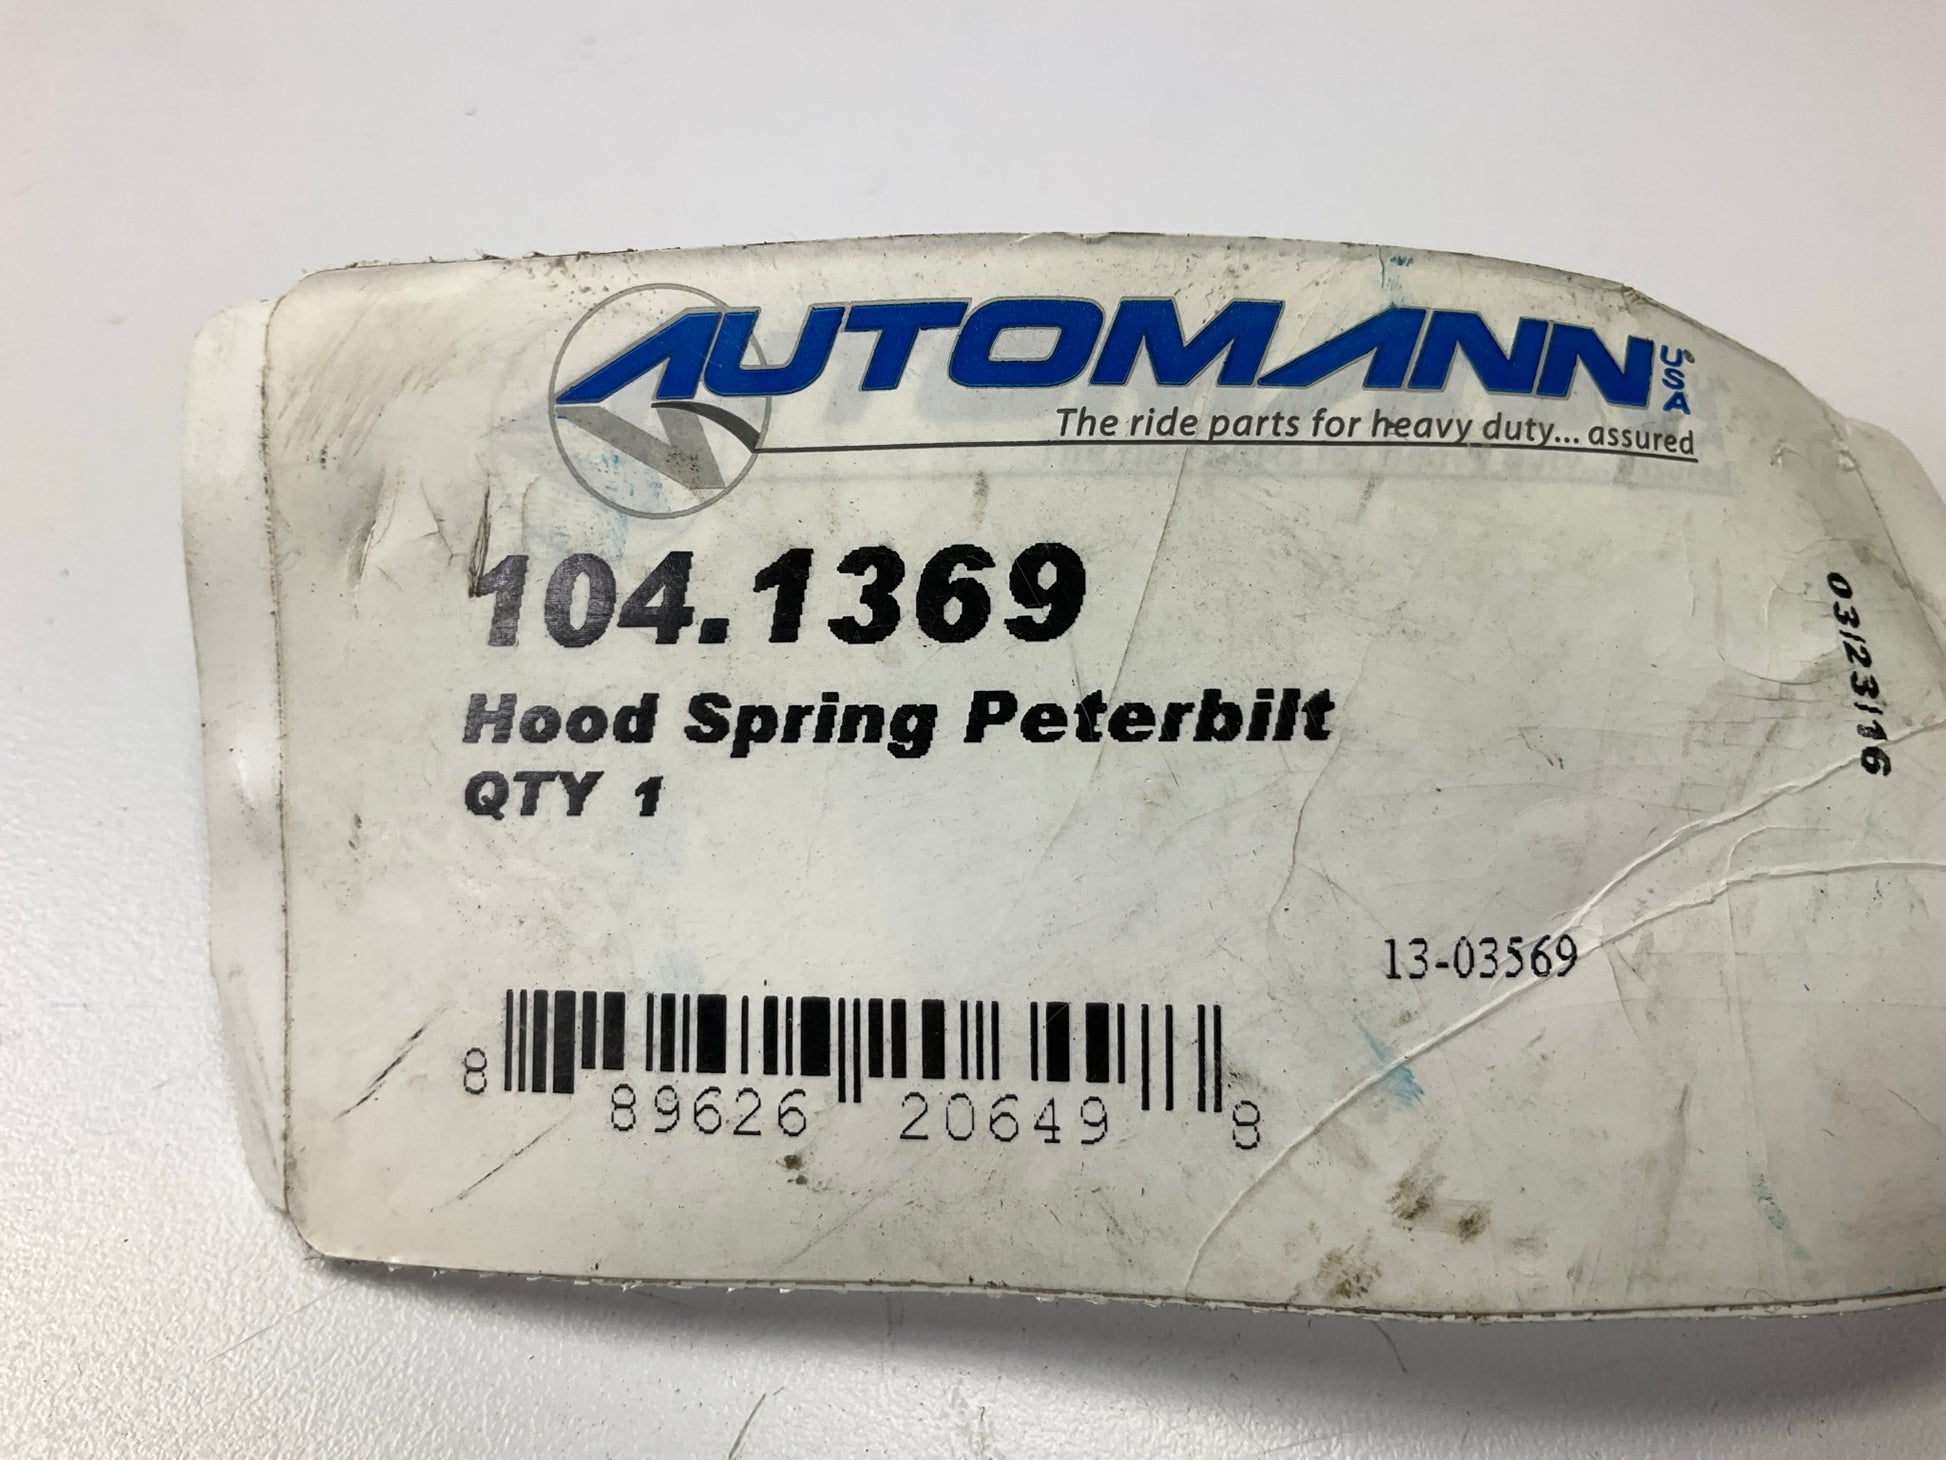 AUTOMANN USA
The ride parts for heavy duty... assured
104.1369
Hood Spring Peterbilt
QTY 1
03/23/16
13-03569
8 89626 20649 8